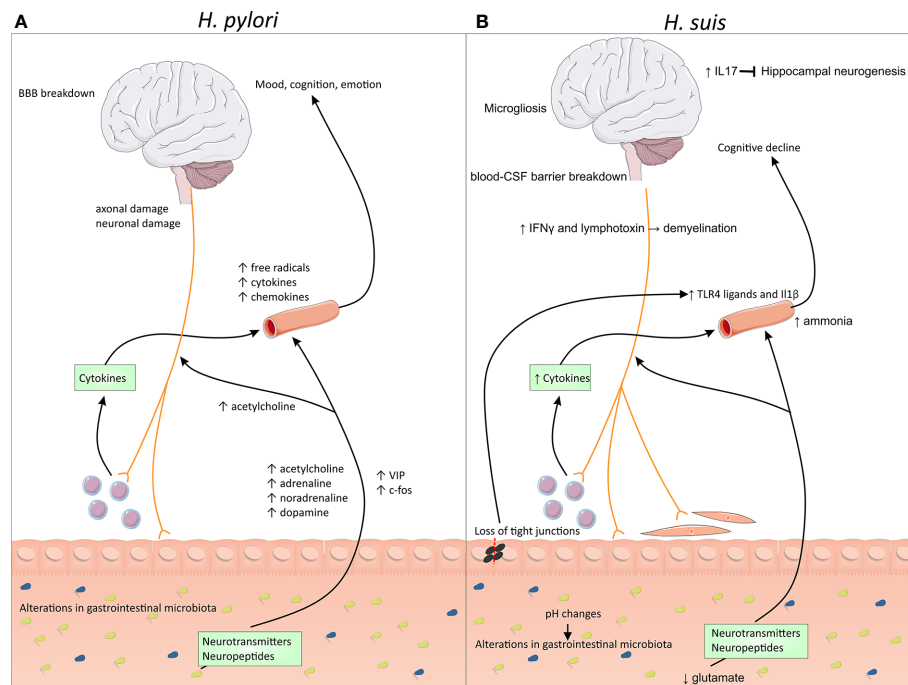 A
H. pylori
BBB breakdown
Mood, cognition, emotion
axonal damage
neuronal damage
↑ free radicals
↑ cytokines
↑ chemokines
Cytokines
↑ acetylcholine
↑ acetylcholine
↑ adrenaline
↑ noradrenaline
↑ dopamine
↑ VIP
↑ c-fos
Alterations in gastrointestinal microbiota
Neurotransmitters
Neuropeptides
B
H. suis
↑ IL17
Hippocampal neurogenesis
Microgliosis
Cognitive decline
blood-CSF barrier breakdown
↑ IFNγ and lymphotoxin → demyelination
↑ TLR4 ligands and Il1β
↑ ammonia
↑ Cytokines
Loss of tight junctions
pH changes
Alterations in gastrointestinal microbiota
Neurotransmitters
Neuropeptides
↓ glutamate